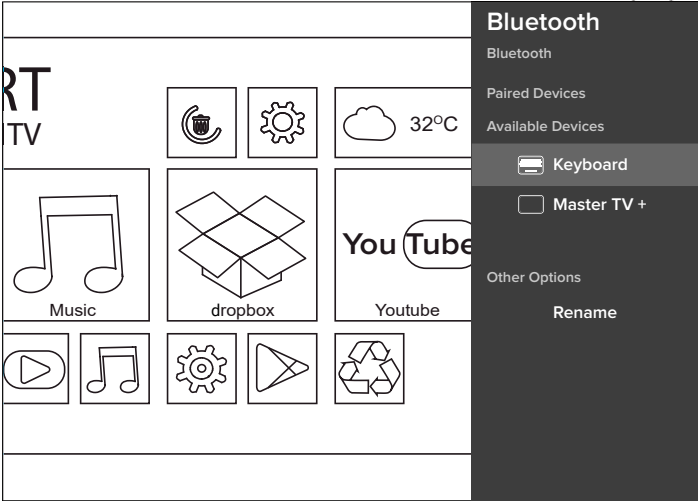 RT
TV
32°C
Music
dropbox
You Tube
Youtube
Bluetooth
Bluetooth
Paired Devices
Available Devices
Keyboard
Master TV +
Other Options
Rename